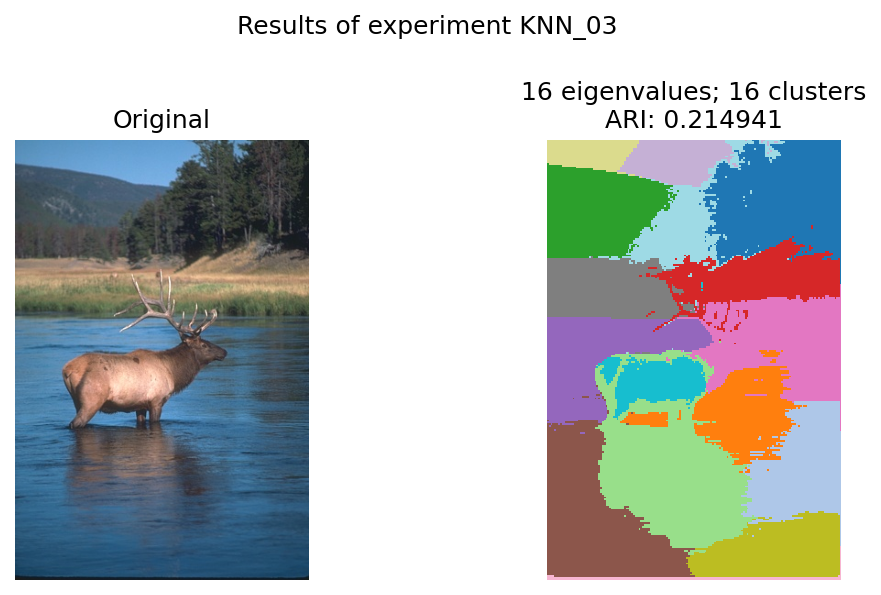 Results of experiment KNN_03
Original
16 eigenvalues; 16 clusters
ARI: 0.214941